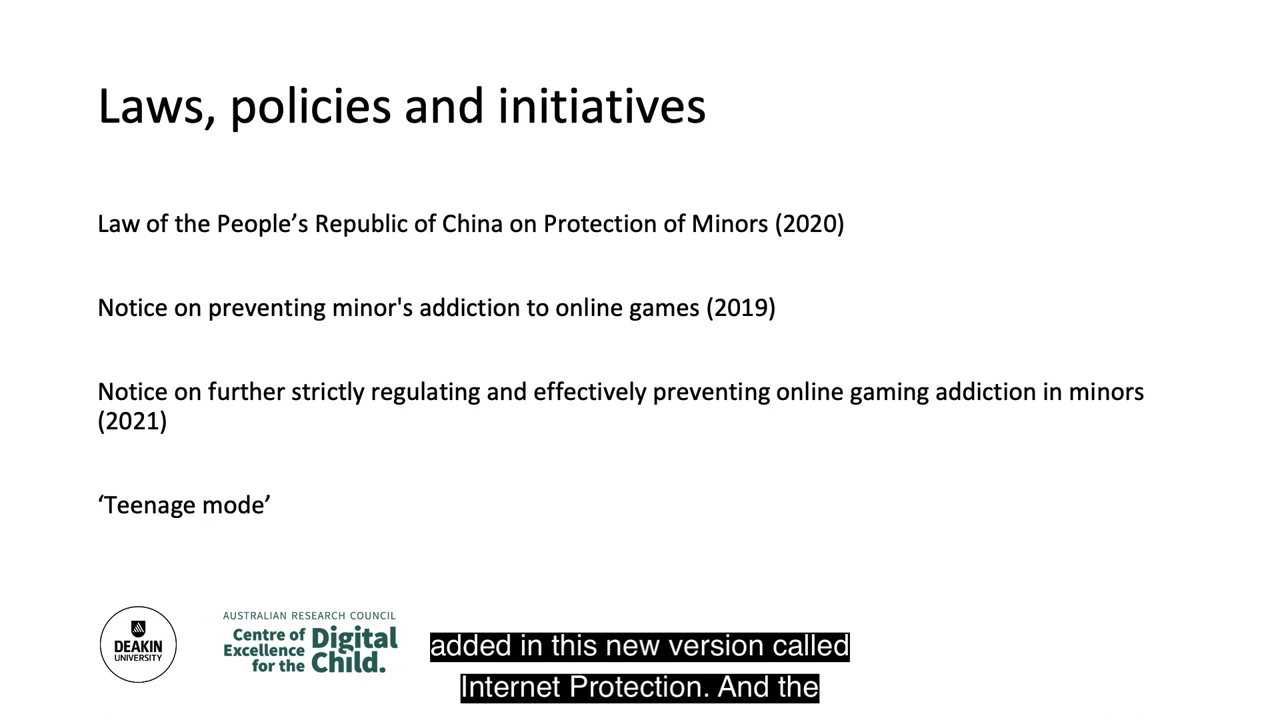 Laws, policies and initiatives
Law of the People’s Republic of China on Protection of Minors (2020)
Notice on preventing minor's addiction to online games (2019)
Notice on further strictly regulating and effectively preventing online gaming addiction in minors
(2021)
‘Teenage mode’
DEAKIN
UNIVERSITY
AUSTRALIAN RESEARCH COUNCIL
Centre of
Excellence
for the
Digital
Child.
added in this new version called
Internet Protection. And the